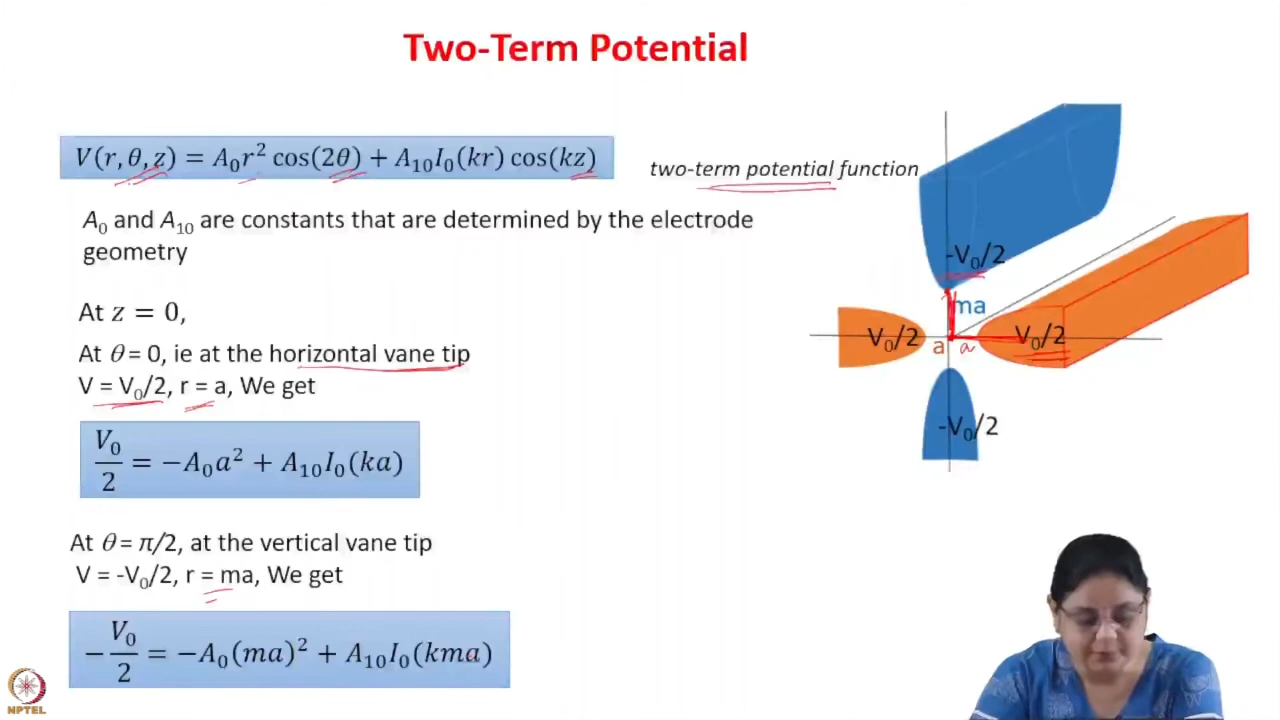 Two-Term Potential
V(r, θ, z) = A₀r² cos(2θ) + A₁₀I₀(kr) cos(kz)
two-term potential function
A₀ and A₁₀ are constants that are determined by the electrode
geometry
At z = 0,
At θ = 0, ie at the horizontal vane tip
V = V₀/2, r = a, We get
V₀/2 = −A₀a² + A₁₀I₀(ka)
At θ = π/2, at the vertical vane tip
V = -V₀/2, r = ma, We get
−V₀/2 = −A₀(ma)² + A₁₀I₀(kma)
-V₀/2
ma
V₀/2
a
a
V₀/2
-V₀/2
NPTEL